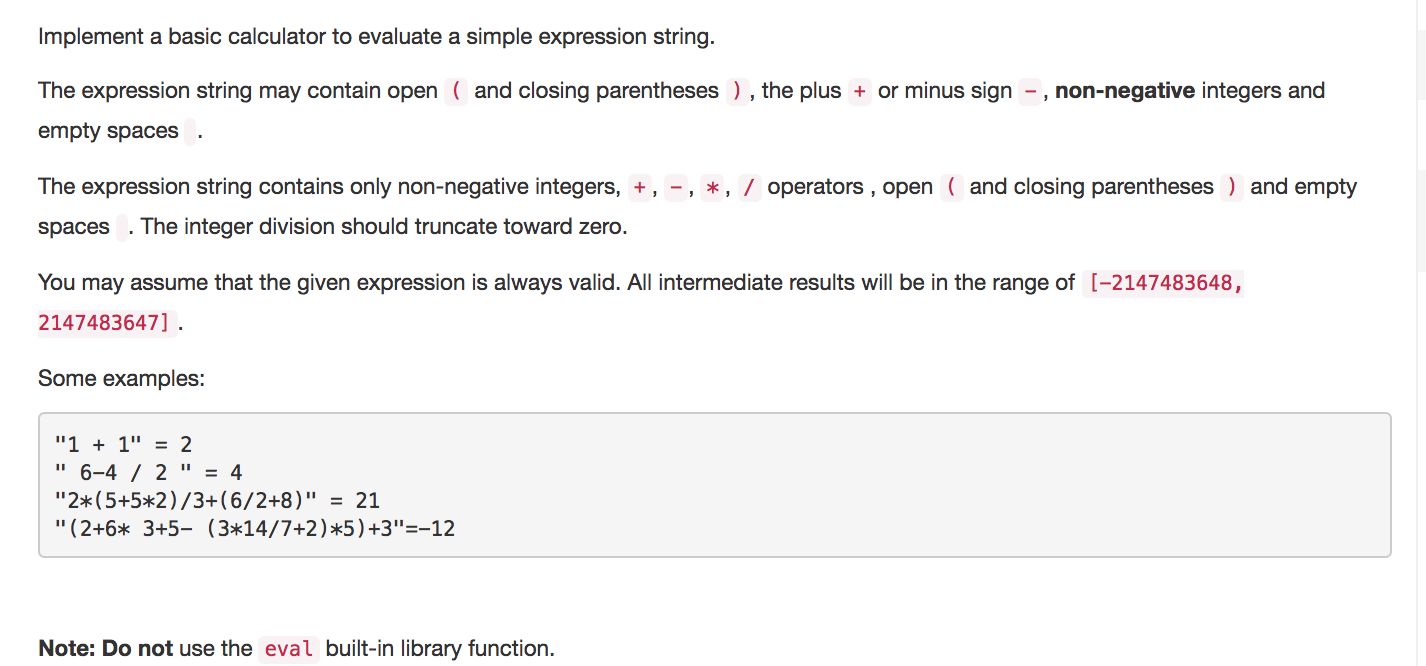 Implement a basic calculator to evaluate a simple expression string.
The expression string may contain open ( and closing parentheses ), the plus + or minus sign -, non-negative integers and
empty spaces .
The expression string contains only non-negative integers, +, -, *, / operators , open ( and closing parentheses ) and empty
spaces . The integer division should truncate toward zero.
You may assume that the given expression is always valid. All intermediate results will be in the range of [-2147483648,
2147483647].
Some examples:
"1 + 1" = 2
" 6-4 / 2 " = 4
"2*(5+5*2)/3+(6/2+8)" = 21
"(2+6* 3+5- (3*14/7+2)*5)+3"=-12
Note: Do not use the eval built-in library function.